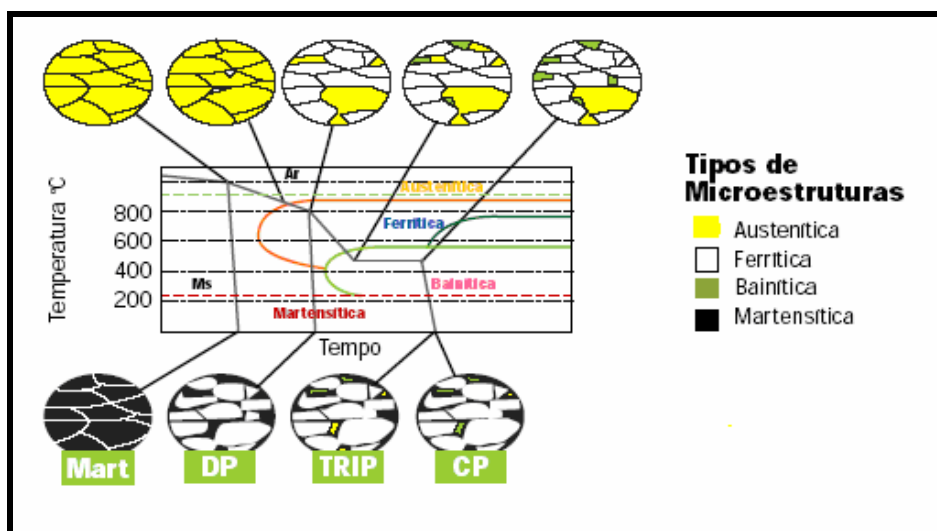 Ar
Austenítica
Temperatura ºC
800
Ferrítica
600
400
Ms
Bainítica
200
Martensítica
Tempo
Tipos de
Microestruturas
Austenítica
Ferrítica
Bainítica
Martensítica
Mart
DP
TRIP
CP